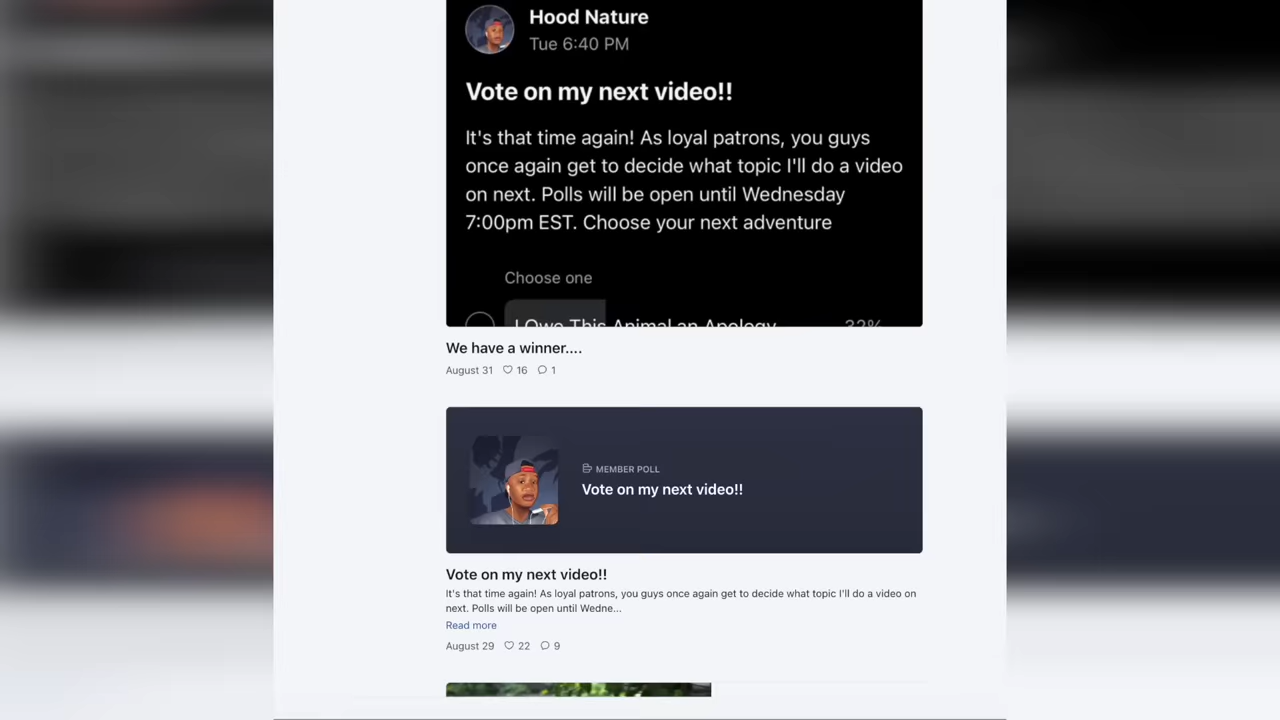 Hood Nature
Tue 6:40 PM
Vote on my next video!!
It's that time again! As loyal patrons, you guys
once again get to decide what topic I'll do a video
on next. Polls will be open until Wednesday
7:00pm EST. Choose your next adventure
Choose one
I Owe This Animal an Apology 32%
We have a winner....
August 31 16 1
MEMBER POLL
Vote on my next video!!
Vote on my next video!!
It's that time again! As loyal patrons, you guys once again get to decide what topic I'll do a video on
next. Polls will be open until Wedne...
Read more
August 29 22 9